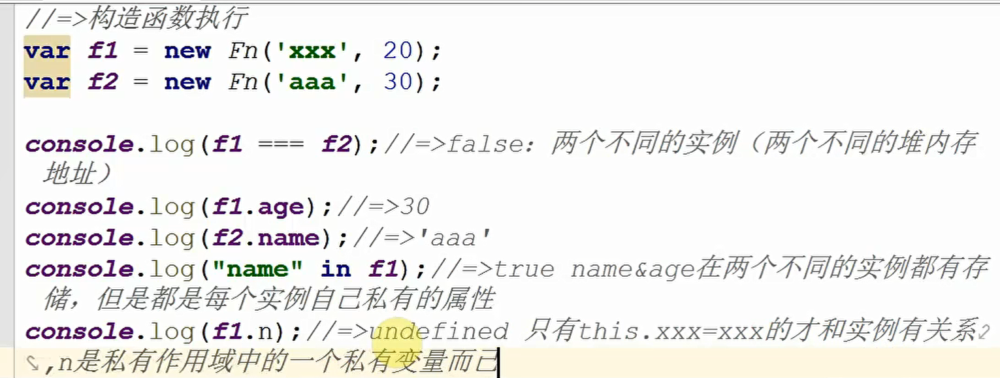 //=>构造函数执行
var f1 = new Fn('xxx', 20);
var f2 = new Fn('aaa', 30);
console.log(f1 === f2);//=>false：两个不同的实例（两个不同的堆内存
地址）
console.log(f1.age);//=>30
console.log(f2.name);//=>'aaa'
console.log("name" in f1);//=>true name&age在两个不同的实例都有存
储，但是都是每个实例自己私有的属性
console.log(f1.n);//=>undefined 只有this.xxx=xxx的才和实例有关系
,n是私有作用域中的一个私有变量而已